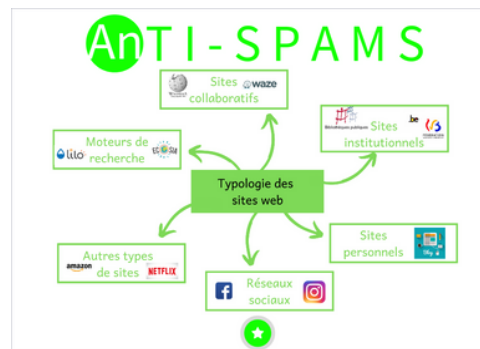 AnTI-SPAMS
Sites
collaboratifs
waze
Bibliothèques publiques
.be
Sites
institutionnels
Moteurs de
recherche
lilo
Typologie des
sites web
Sites
personnels
Autres types
de sites
amazon
NETFLIX
Réseaux
sociaux